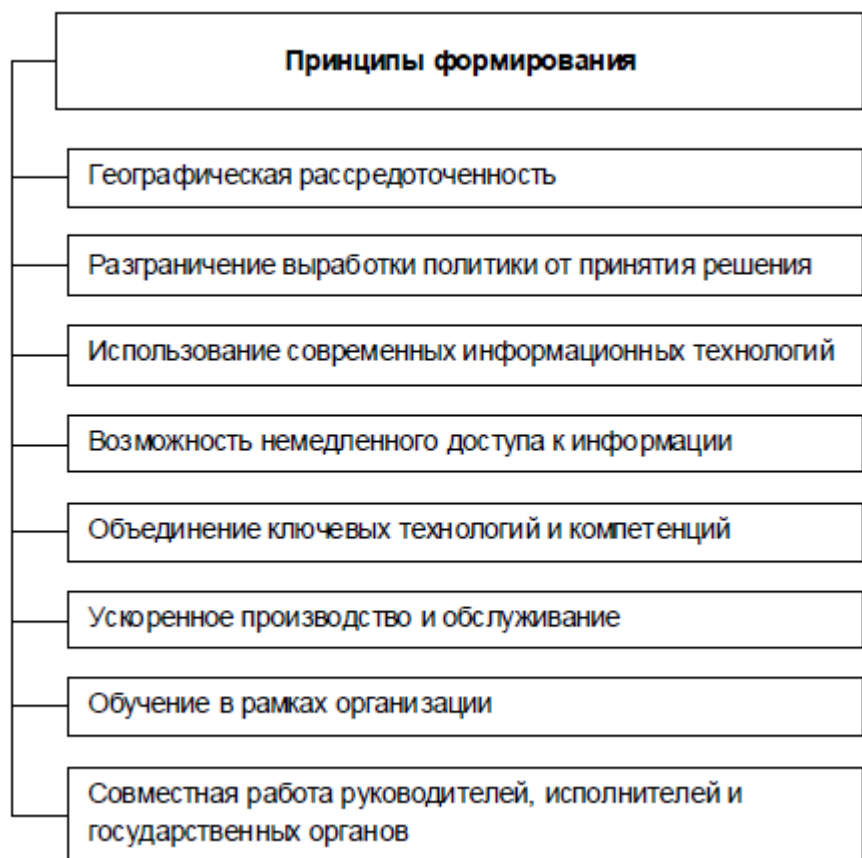 Принципы формирования
Географическая рассредоточенность
Разграничение выработки политики от принятия решения
Использование современных информационных технологий
Возможность немедленного доступа к информации
Объединение ключевых технологий и компетенций
Ускоренное производство и обслуживание
Обучение в рамках организации
Совместная работа руководителей, исполнителей и
государственных органов